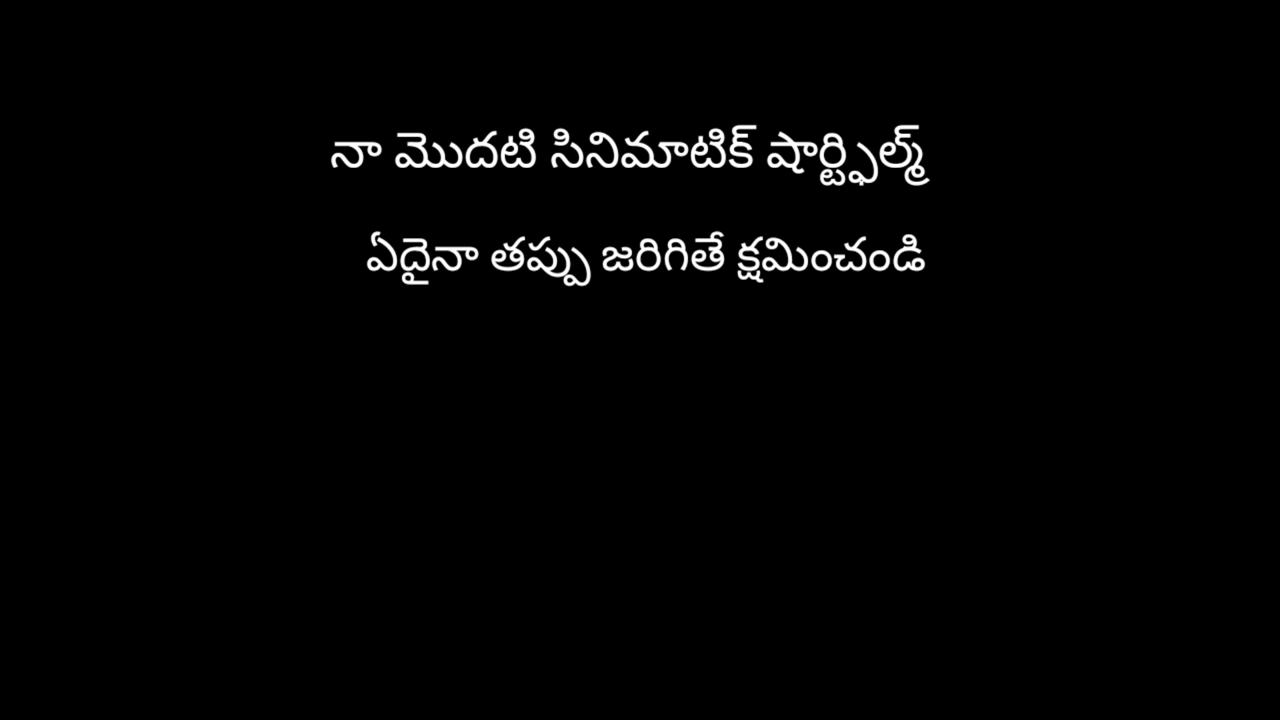 నా మొదటి సినిమాటిక్ షార్ట్ఫిల్మ్
ఏదైనా తప్పు జరిగితే క్షమించండి